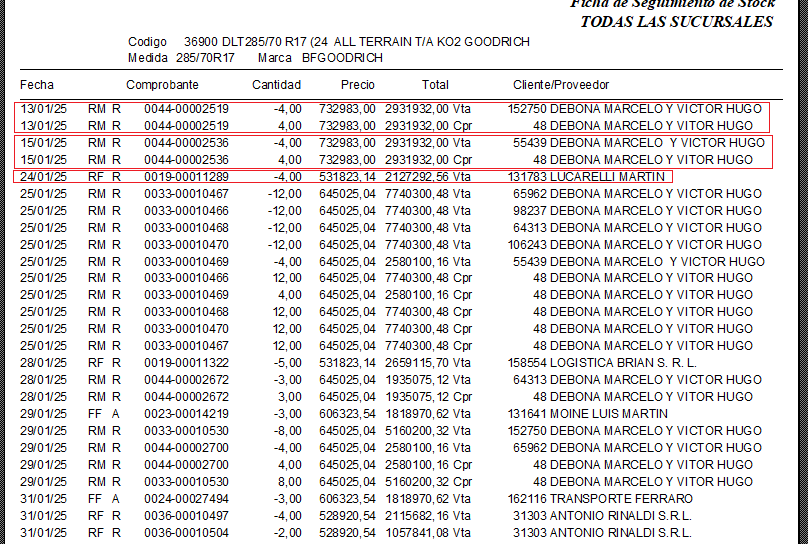 Ficha de Seguimiento de Stock
TODAS LAS SUCURSALES
Codigo 36900 DLT285/70 R17 (24 ALL TERRAIN T/A KO2 GOODRICH
Medida 285/70R17 Marca BFGOODRICH
Fecha Comprobante Cantidad Precio Total Cliente/Proveedor
13/01/25 RM R 0044-00002519 -4,00 732983,00 2931932,00 Vta 152750 DEBONA MARCELO Y VICTOR HUGO
13/01/25 RM R 0044-00002519 4,00 732983,00 2931932,00 Cpr 48 DEBONA MARCELO Y VITOR HUGO
15/01/25 RM R 0044-00002536 -4,00 732983,00 2931932,00 Vta 55439 DEBONA MARCELO Y VICTOR HUGO
15/01/25 RM R 0044-00002536 4,00 732983,00 2931932,00 Cpr 48 DEBONA MARCELO Y VITOR HUGO
24/01/25 RF R 0019-00011289 -4,00 531823,14 2127292,56 Vta 131783 LUCARELLI MARTIN
25/01/25 RM R 0033-00010467 -12,00 645025,04 7740300,48 Vta 65962 DEBONA MARCELO Y VICTOR HUGO
25/01/25 RM R 0033-00010466 -12,00 645025,04 7740300,48 Vta 98237 DEBONA MARCELO Y VICTOR HUGO
25/01/25 RM R 0033-00010468 -12,00 645025,04 7740300,48 Vta 64313 DEBONA MARCELO Y VICTOR HUGO
25/01/25 RM R 0033-00010470 -12,00 645025,04 7740300,48 Vta 106243 DEBONA MARCELO Y VICTOR HUGO
25/01/25 RM R 0033-00010469 -4,00 645025,04 2580100,16 Vta 55439 DEBONA MARCELO Y VICTOR HUGO
25/01/25 RM R 0033-00010466 12,00 645025,04 7740300,48 Cpr 48 DEBONA MARCELO Y VITOR HUGO
25/01/25 RM R 0033-00010469 4,00 645025,04 2580100,16 Cpr 48 DEBONA MARCELO Y VITOR HUGO
25/01/25 RM R 0033-00010468 12,00 645025,04 7740300,48 Cpr 48 DEBONA MARCELO Y VITOR HUGO
25/01/25 RM R 0033-00010470 12,00 645025,04 7740300,48 Cpr 48 DEBONA MARCELO Y VITOR HUGO
25/01/25 RM R 0033-00010467 12,00 645025,04 7740300,48 Cpr 48 DEBONA MARCELO Y VITOR HUGO
28/01/25 RF R 0019-00011322 -5,00 531823,14 2659115,70 Vta 158554 LOGISTICA BRIAN S. R. L.
28/01/25 RM R 0044-00002672 -3,00 645025,04 1935075,12 Vta 64313 DEBONA MARCELO Y VICTOR HUGO
28/01/25 RM R 0044-00002672 3,00 645025,04 1935075,12 Cpr 48 DEBONA MARCELO Y VITOR HUGO
29/01/25 FF A 0023-00014219 -3,00 606323,54 1818970,62 Vta 131641 MOINE LUIS MARTIN
29/01/25 RM R 0033-00010530 -8,00 645025,04 5160200,32 Vta 152750 DEBONA MARCELO Y VICTOR HUGO
29/01/25 RM R 0044-00002700 -4,00 645025,04 2580100,16 Vta 65962 DEBONA MARCELO Y VICTOR HUGO
29/01/25 RM R 0044-00002700 4,00 645025,04 2580100,16 Cpr 48 DEBONA MARCELO Y VITOR HUGO
29/01/25 RM R 0033-00010530 8,00 645025,04 5160200,32 Cpr 48 DEBONA MARCELO Y VITOR HUGO
31/01/25 FF A 0024-00027494 -3,00 606323,54 1818970,62 Vta 162116 TRANSPORTE FERRARO
31/01/25 RF R 0036-00010497 -4,00 528920,54 2115682,16 Vta 31303 ANTONIO RINALDI S.R.L.
31/01/25 RF R 0036-00010504 -2,00 528920,54 1057841,08 Vta 31303 ANTONIO RINALDI S.R.L.